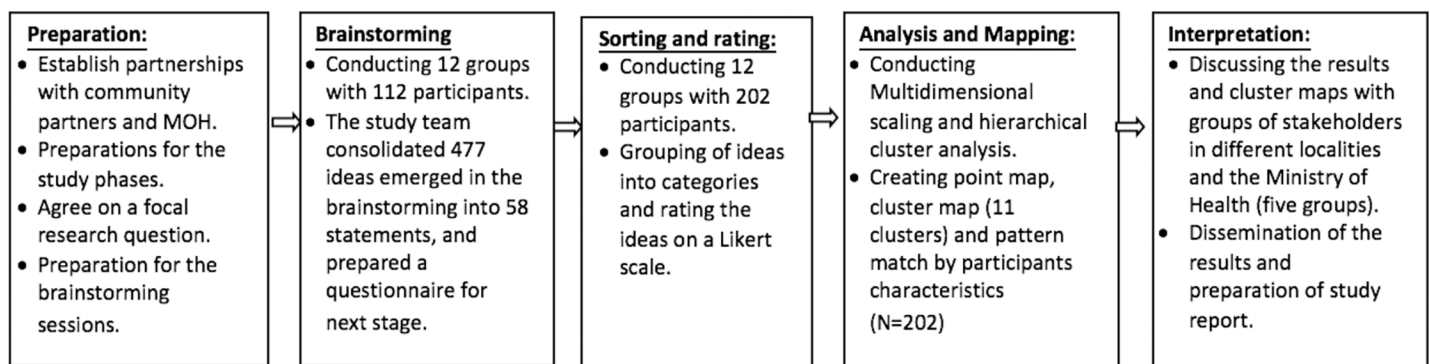 Preparation:
• Establish partnerships
with community
partners and MOH.
• Preparations for the
study phases.
• Agree on a focal
research question.
• Preparation for the
brainstorming
sessions.
Brainstorming
• Conducting 12 groups
with 112 participants.
• The study team
consolidated 477
ideas emerged in the
brainstorming into 58
statements, and
prepared a
questionnaire for
next stage.
Sorting and rating:
• Conducting 12
groups with 202
participants.
• Grouping of ideas
into categories
and rating the
ideas on a Likert
scale.
Analysis and Mapping:
• Conducting
Multidimensional
scaling and hierarchical
cluster analysis.
• Creating point map,
cluster map (11
clusters) and pattern
match by participants
characteristics
(N=202)
Interpretation:
• Discussing the results
and cluster maps with
groups of stakeholders
in different localities
and the Ministry of
Health (five groups).
• Dissemination of the
results and
preparation of study
report.